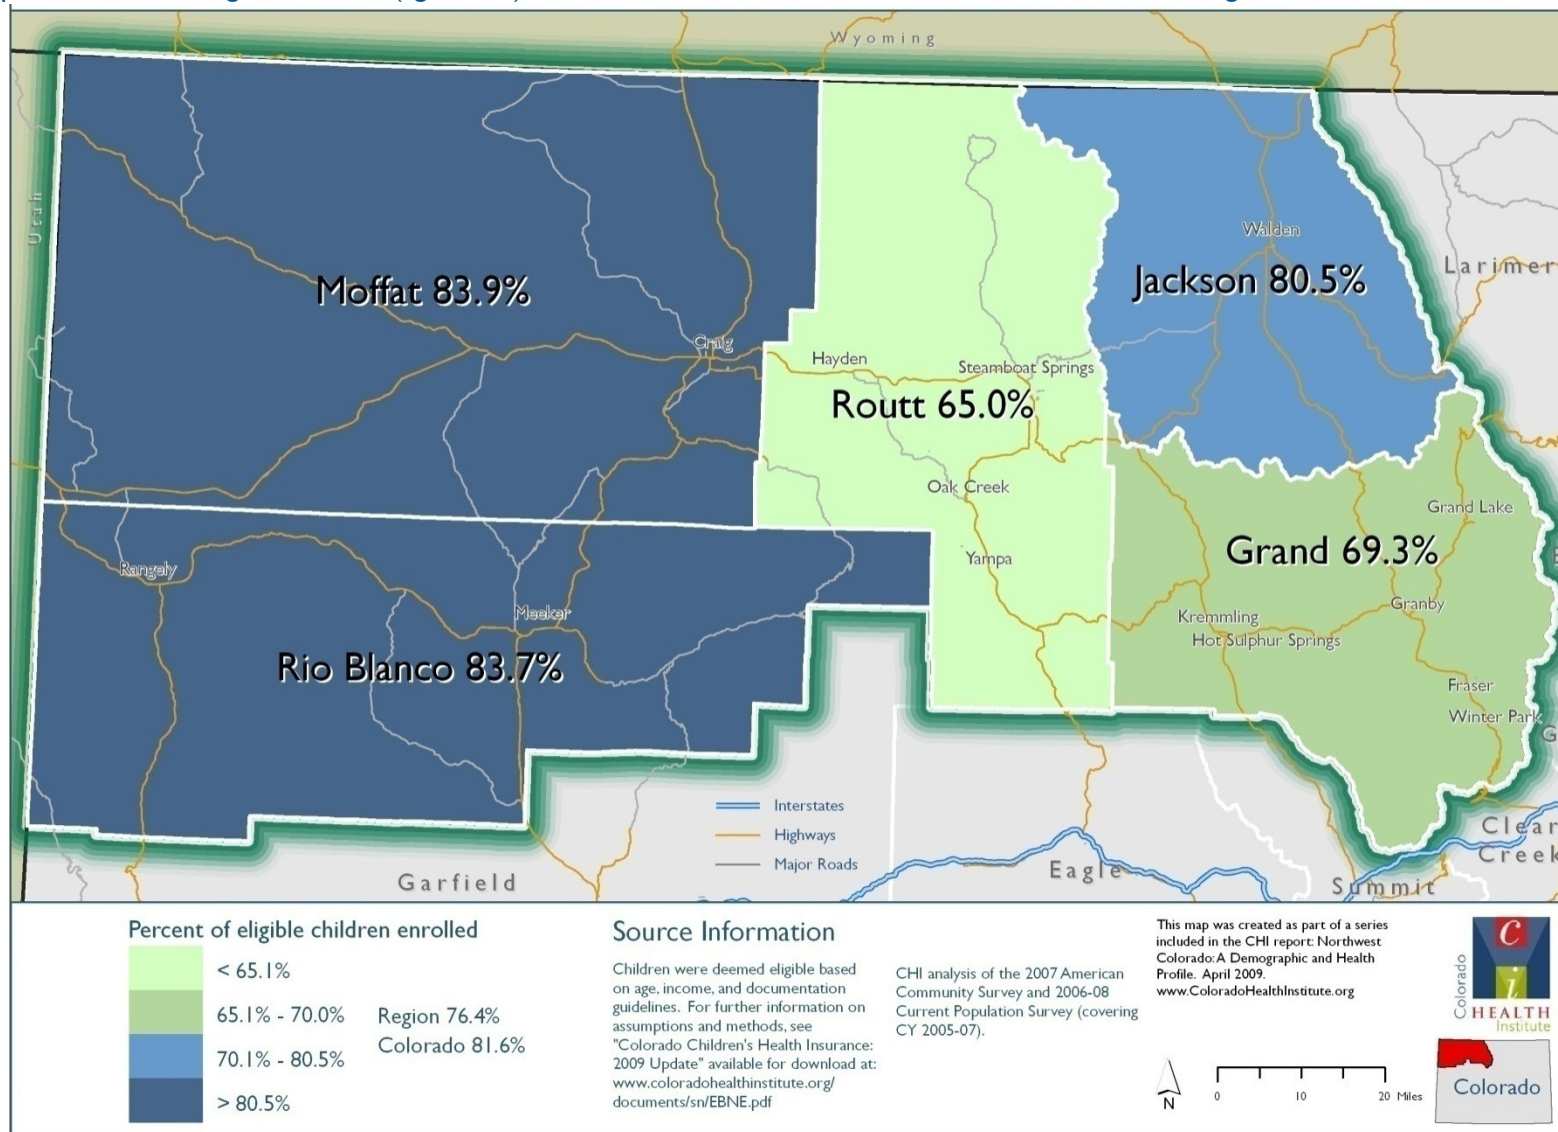 Wyoming
Utah
Walden
Larimer
Moffat 83.9%
Jackson 80.5%
Craig
Hayden
Steamboat Springs
Routt 65.0%
Oak Creek
Grand Lake
Grand 69.3%
Yampa
Rangely
Meeker
Granby
Kremmling
Hot Sulphur Springs
Rio Blanco 83.7%
Fraser
Winter Park
G
Interstates
Highways
Major Roads
Clear
Creek
Garfield
Eagle
Summit
Percent of eligible children enrolled
< 65.1%
65.1% - 70.0%
70.1% - 80.5%
> 80.5%
Region 76.4%
Colorado 81.6%
Source Information
Children were deemed eligible based
on age, income, and documentation
guidelines. For further information on
assumptions and methods, see
"Colorado Children's Health Insurance:
2009 Update" available for download at:
www.coloradohealthinstitute.org/
documents/sn/EBNE.pdf
CHI analysis of the 2007 American
Community Survey and 2006-08
Current Population Survey (covering
CY 2005-07).
This map was created as part of a series
included in the CHI report: Northwest
Colorado: A Demographic and Health
Profile. April 2009.
www.ColoradoHealthInstitute.org
N
0 10 20 Miles
C
i
Colorado
HEALTH
Institute
Colorado